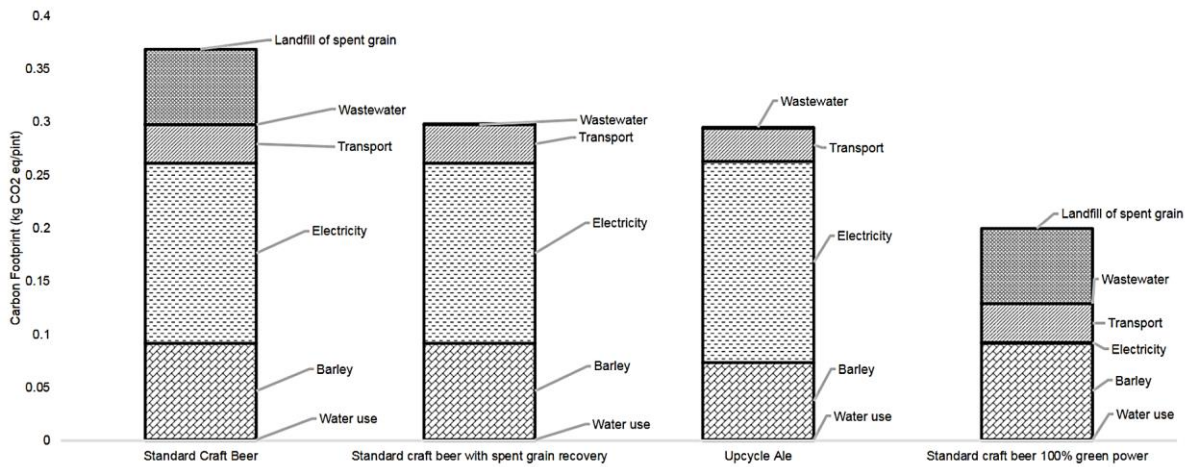 Carbon Footprint (kg CO2 eq/pint)
0.4
0.35
0.3
0.25
0.2
0.15
0.1
0.05
0
Landfill of spent grain
Wastewater
Transport
Electricity
Barley
Water use
Standard Craft Beer
Wastewater
Transport
Electricity
Barley
Water use
Standard craft beer with spent grain recovery
Wastewater
Transport
Electricity
Barley
Water use
Upcycle Ale
Landfill of spent grain
Wastewater
Transport
Electricity
Barley
Water use
Standard craft beer 100% green power